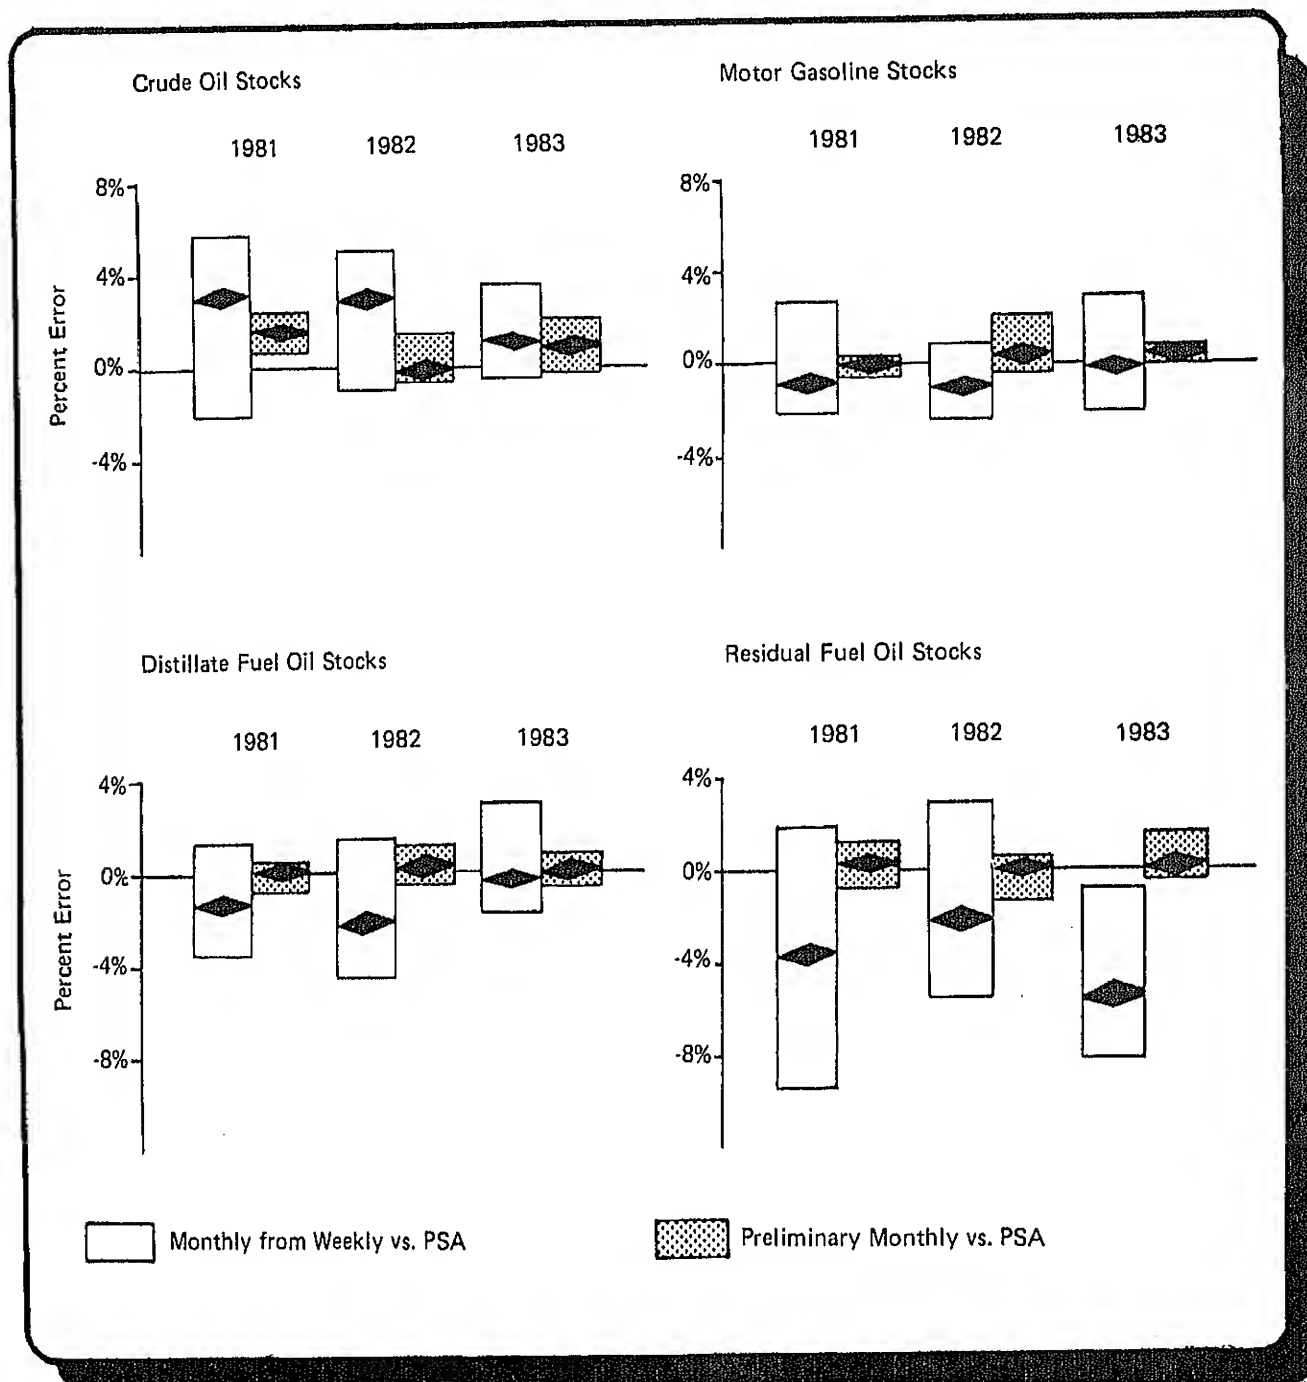 Crude Oil Stocks
1981 1982 1983
8%
4%
0%
-4%
Percent Error
Motor Gasoline Stocks
1981 1982 1983
8%
4%
0%
-4%
Distillate Fuel Oil Stocks
1981 1982 1983
4%
0%
-4%
-8%
Percent Error
Residual Fuel Oil Stocks
1981 1982 1983
4%
0%
-4%
-8%
Monthly from Weekly vs. PSA
Preliminary Monthly vs. PSA